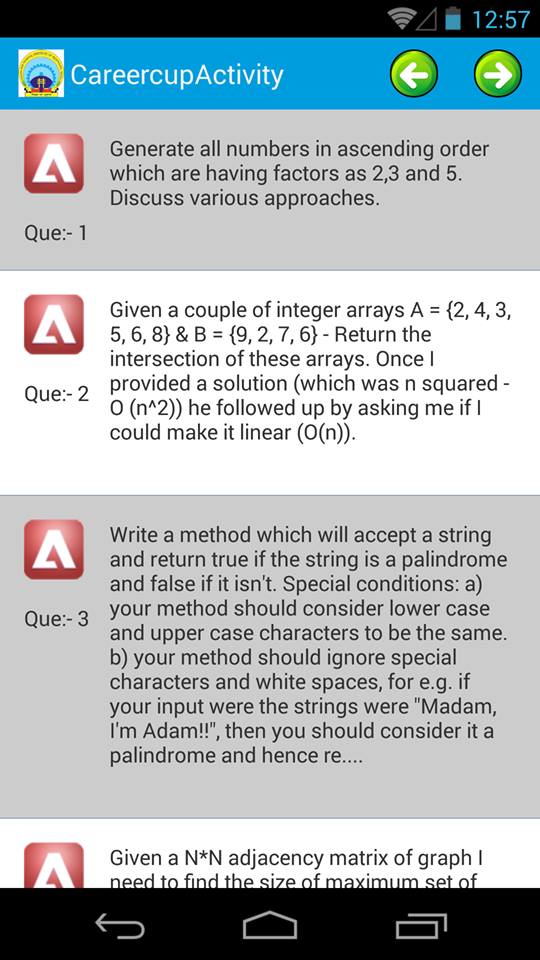 12:57
CareercupActivity
Generate all numbers in ascending order
which are having factors as 2,3 and 5.
Discuss various approaches.
Que:- 1
Given a couple of integer arrays A = {2, 4, 3,
5, 6, 8} & B = {9, 2, 7, 6} - Return the
intersection of these arrays. Once I
provided a solution (which was n squared -
O (n^2)) he followed up by asking me if I
could make it linear (O(n)).
Que:- 2
Write a method which will accept a string
and return true if the string is a palindrome
and false if it isn't. Special conditions: a)
your method should consider lower case
and upper case characters to be the same.
b) your method should ignore special
characters and white spaces, for e.g. if
your input were the strings were "Madam,
I'm Adam!!", then you should consider it a
palindrome and hence re....
Que:- 3
Given a N*N adjacency matrix of graph I
need to find the size of maximum set of